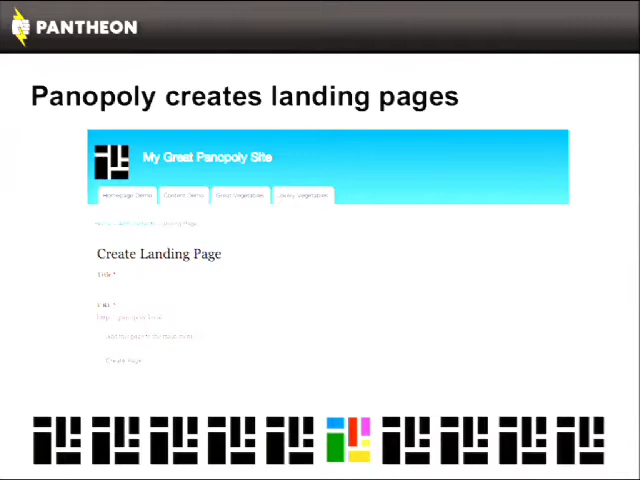 PANTHEON
Panopoly creates landing pages
My Great Panopoly Site
Homepage Demo Content Demo Great Vegetables
Create Landing Page
Title *
URL *
Create Page